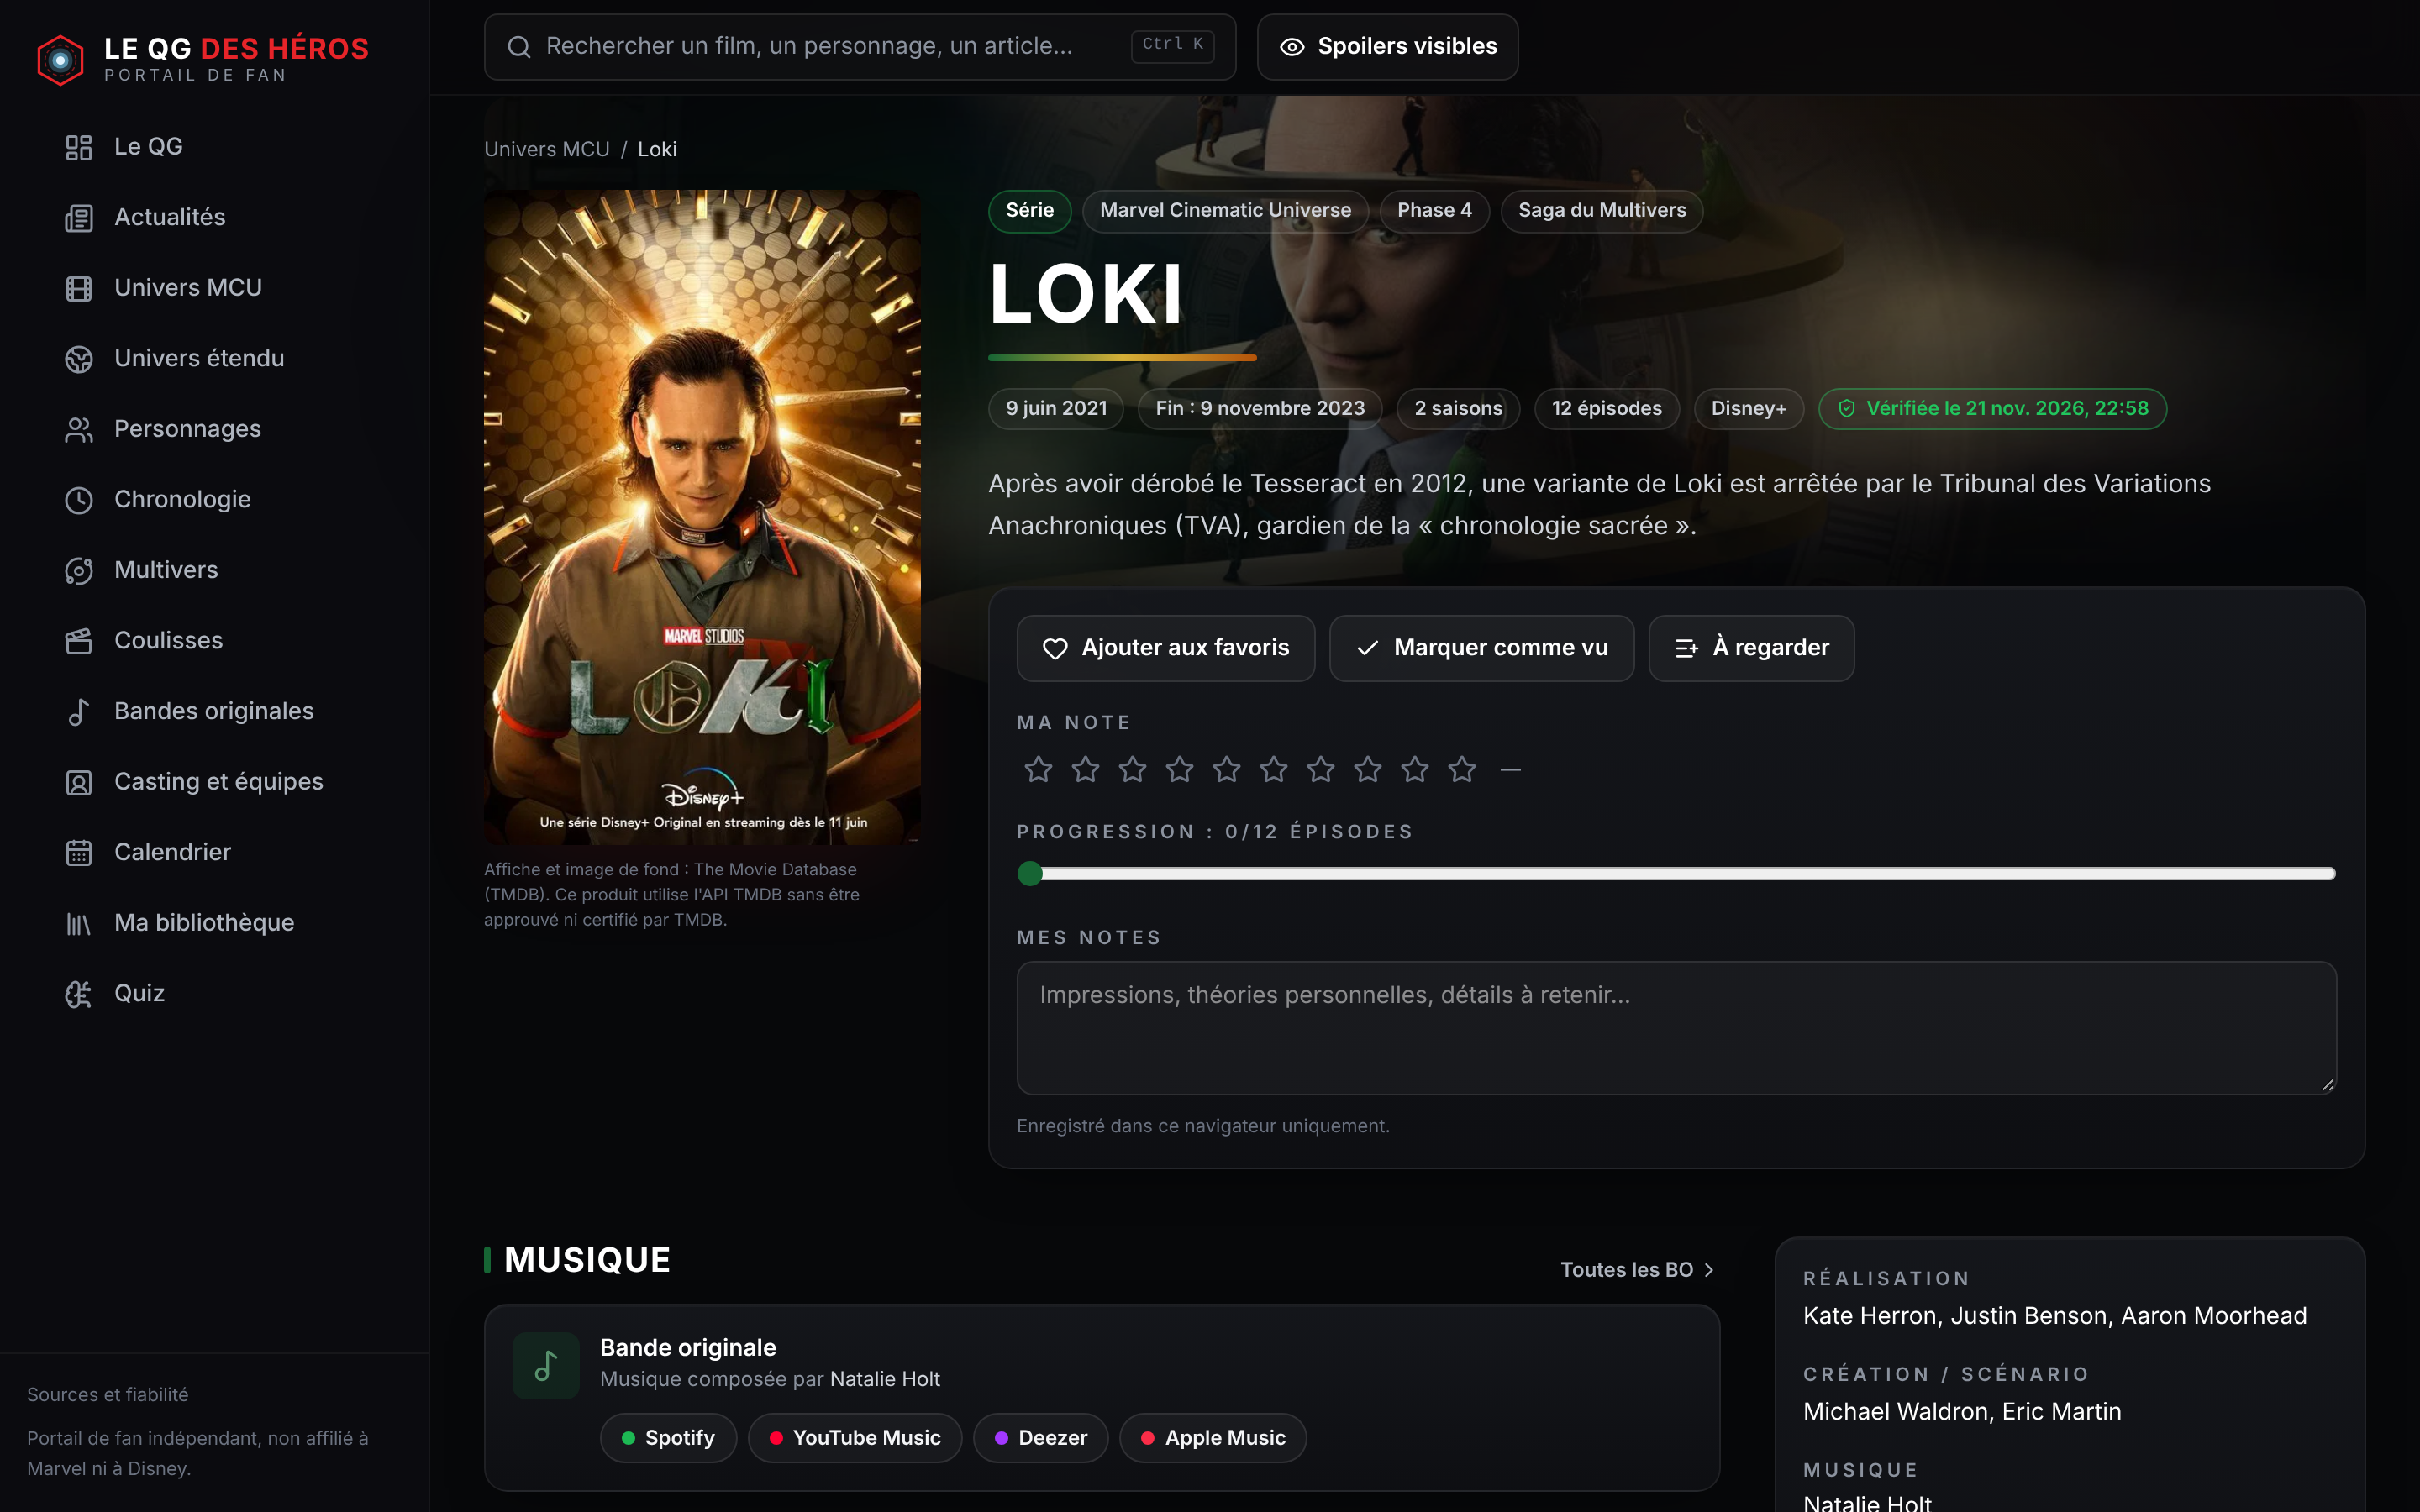 LE QG DES HÉROS
PORTAIL DE FAN
Le QG
Actualités
Univers MCU
Univers étendu
Personnages
Chronologie
Multivers
Coulisses
Bandes originales
Casting et équipes
Calendrier
Ma bibliothèque
Quiz
Sources et fiabilité
Portail de fan indépendant, non affilié à
Marvel ni à Disney.
Rechercher un film, un personnage, un article...
Ctrl K
Spoilers visibles
Univers MCU / Loki
MARVEL STUDIOS
LOKI
Disney+
Une série Disney+ Original en streaming dès le 11 juin
Affiche et image de fond : The Movie Database
(TMDB). Ce produit utilise l'API TMDB sans être
approuvé ni certifié par TMDB.
Série
Marvel Cinematic Universe
Phase 4
Saga du Multivers
LOKI
9 juin 2021
Fin : 9 novembre 2023
2 saisons
12 épisodes
Disney+
Vérifiée le 21 nov. 2026, 22:58
Après avoir dérobé le Tesseract en 2012, une variante de Loki est arrêtée par le Tribunal des Variations
Anachroniques (TVA), gardien de la « chronologie sacrée ».
Ajouter aux favoris
Marquer comme vu
À regarder
MA NOTE
—
PROGRESSION : 0/12 ÉPISODES
MES NOTES
Impressions, théories personnelles, détails à retenir...
Enregistré dans ce navigateur uniquement.
MUSIQUE
Toutes les BO
Bande originale
Musique composée par Natalie Holt
Spotify
YouTube Music
Deezer
Apple Music
RÉALISATION
Kate Herron, Justin Benson, Aaron Moorhead
CRÉATION / SCÉNARIO
Michael Waldron, Eric Martin
MUSIQUE
Natalie Holt